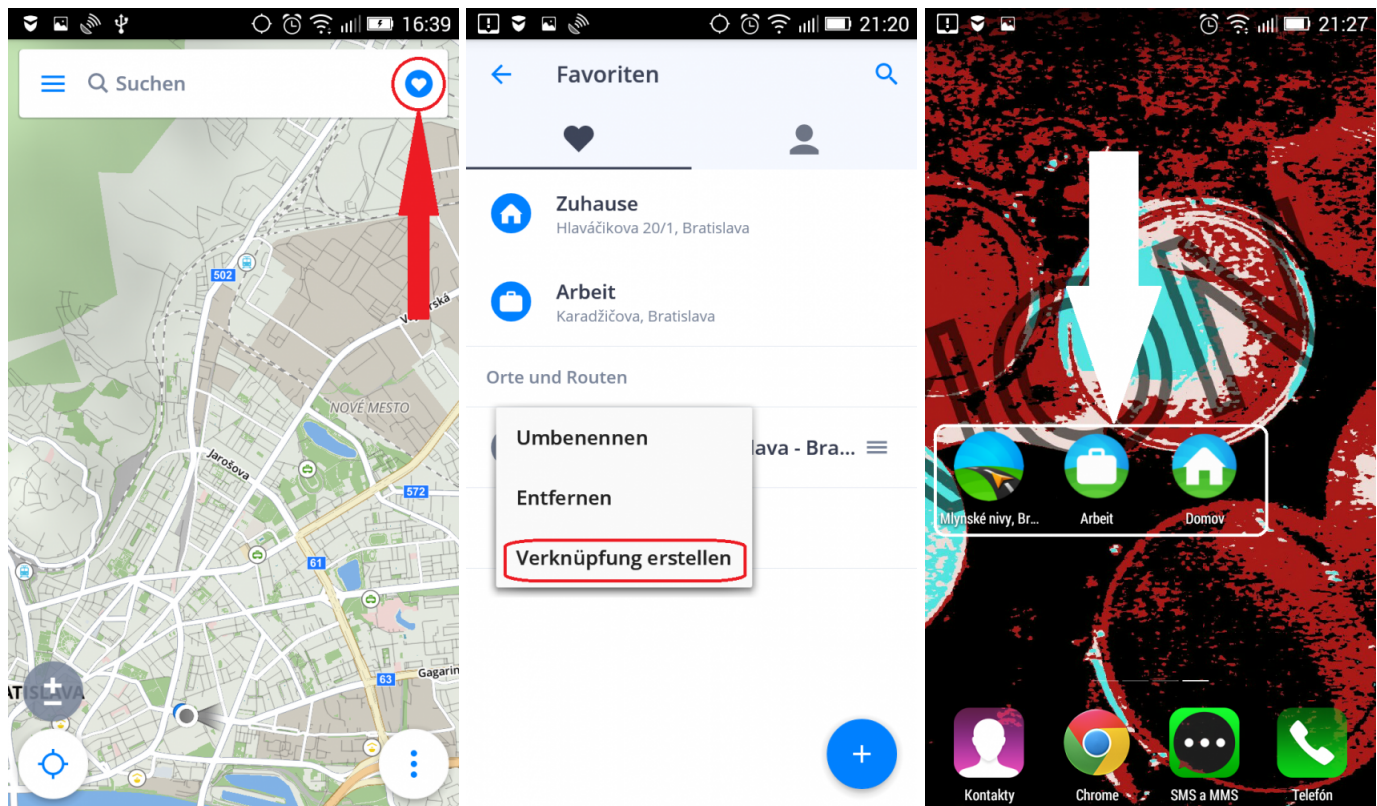 16:39
Suchen
502
NOVÉ MESTO
Jarošova
572
61
63
Gagarin
21:20
Favoriten
Zuhause
Hlaváčikova 20/1, Bratislava
Arbeit
Karadžičova, Bratislava
Orte und Routen
lava - Bra...
Umbenennen
Entfernen
Verknüpfung erstellen
+
21:27
Mlynské nivy, Br...
Arbeit
Domov
Kontakty
Chrome
SMS a MMS
Telefón